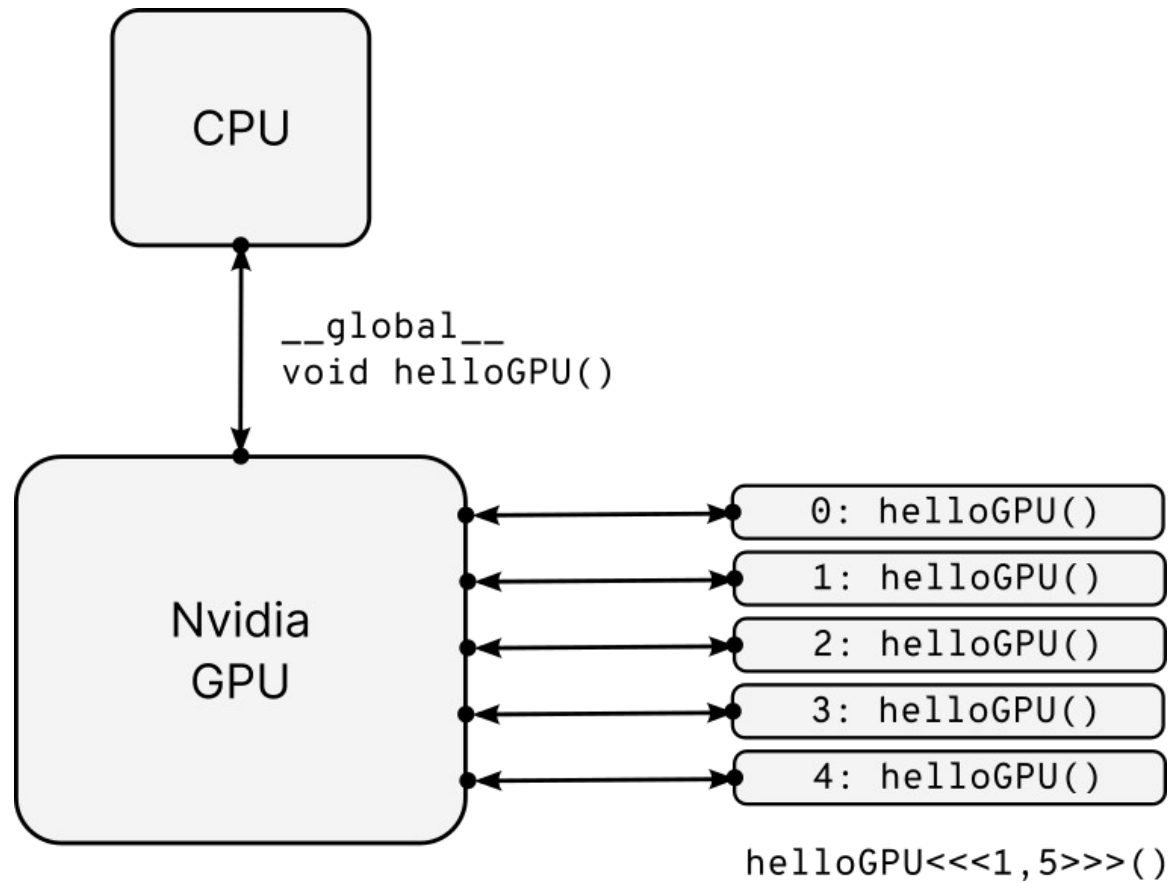 CPU
__global__
void helloGPU()
Nvidia
GPU
0: helloGPU()
1: helloGPU()
2: helloGPU()
3: helloGPU()
4: helloGPU()
helloGPU<<<1,5>>>()